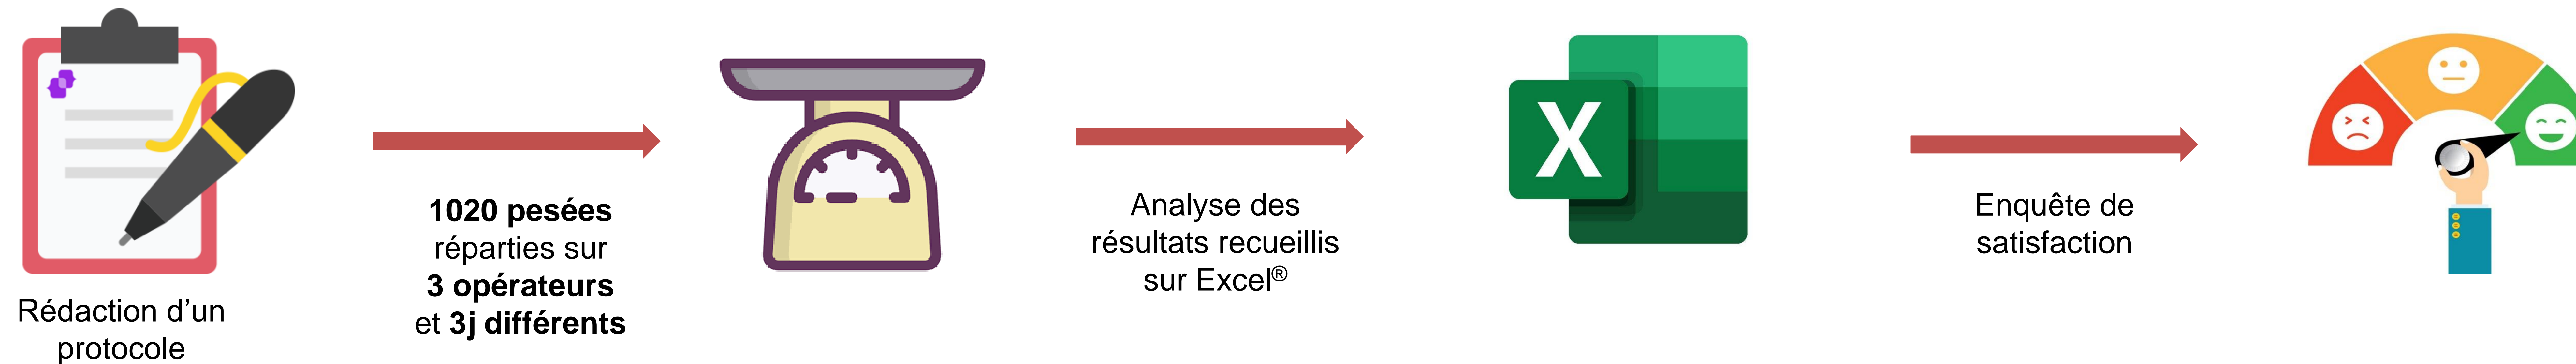 Rédaction d'un
protocole
1020 pesées
réparties sur
3 opérateurs
et 3j différents
Analyse des
résultats recueillis
sur Excel®
X
Enquête de
satisfaction